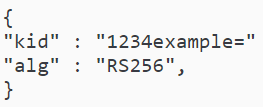 {
"kid" : "1234example="
"alg" : "RS256",
}